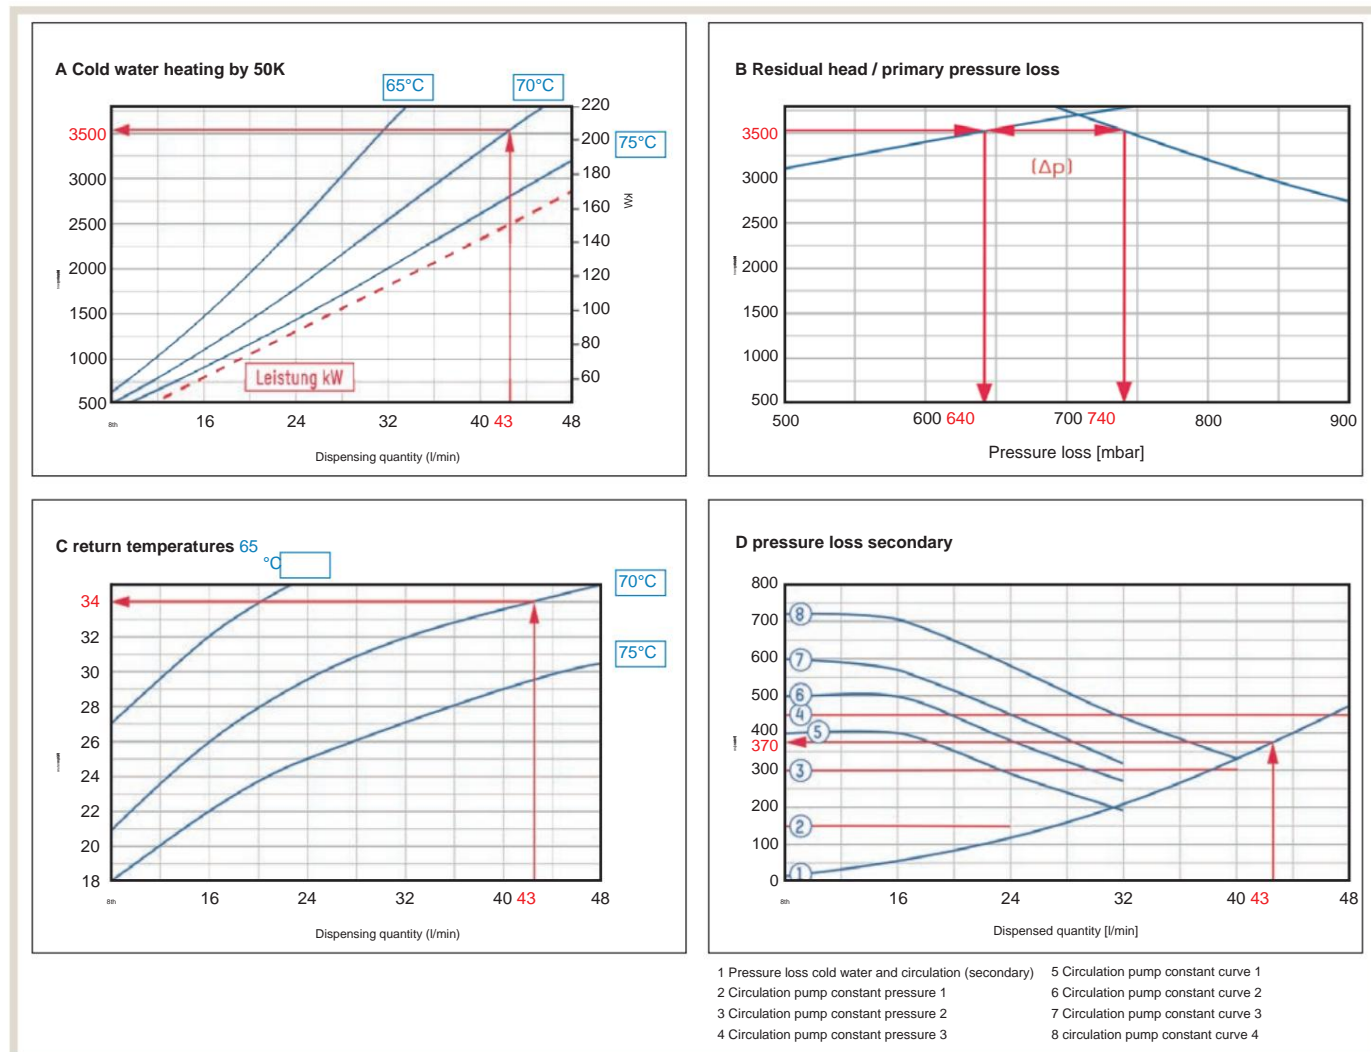 A Cold water heating by 50K
65°C
70°C
75°C
3500
3000
2500
2000
1500
1000
500
220
200
180
160
140
120
100
80
60
kW
Leistung kW
8th
16
24
32
40 43
48
Dispensing quantity (l/min)
B Residual head / primary pressure loss
3500
3000
2500
2000
1500
1000
500
(Δp)
500
600 640
700 740
800
900
Pressure loss [mbar]
C return temperatures 65
°C
70°C
75°C
34
32
30
28
26
24
22
20
18
8th
16
24
32
40 43
48
Dispensing quantity (l/min)
D pressure loss secondary
800
700
600
500
400
370
300
200
100
0
8
7
6
4
5
3
2
1
8th
16
24
32
40 43
48
Dispensed quantity [l/min]
1 Pressure loss cold water and circulation (secondary)
2 Circulation pump constant pressure 1
3 Circulation pump constant pressure 2
4 Circulation pump constant pressure 3
5 Circulation pump constant curve 1
6 Circulation pump constant curve 2
7 Circulation pump constant curve 3
8 circulation pump constant curve 4